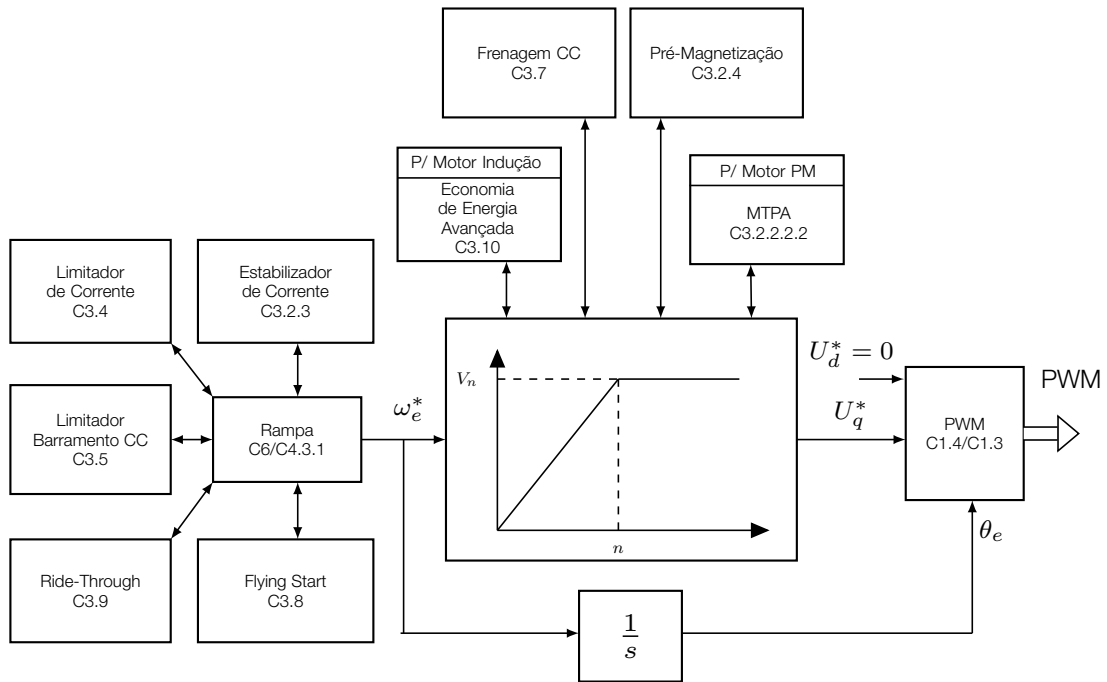 Frenagem CC
C3.7
Pré-Magnetização
C3.2.4
P/ Motor Indução
Economia
de Energia
Avançada
C3.10
P/ Motor PM
MTPA
C3.2.2.2.2
Limitador
de Corrente
C3.4
Estabilizador
de Corrente
C3.2.3
Limitador
Barramento CC
C3.5
Rampa
C6/C4.3.1
ω*e
Vn
n
U*d = 0
U*q
PWM
C1.4/C1.3
PWM
θe
Ride-Through
C3.9
Flying Start
C3.8
1
s